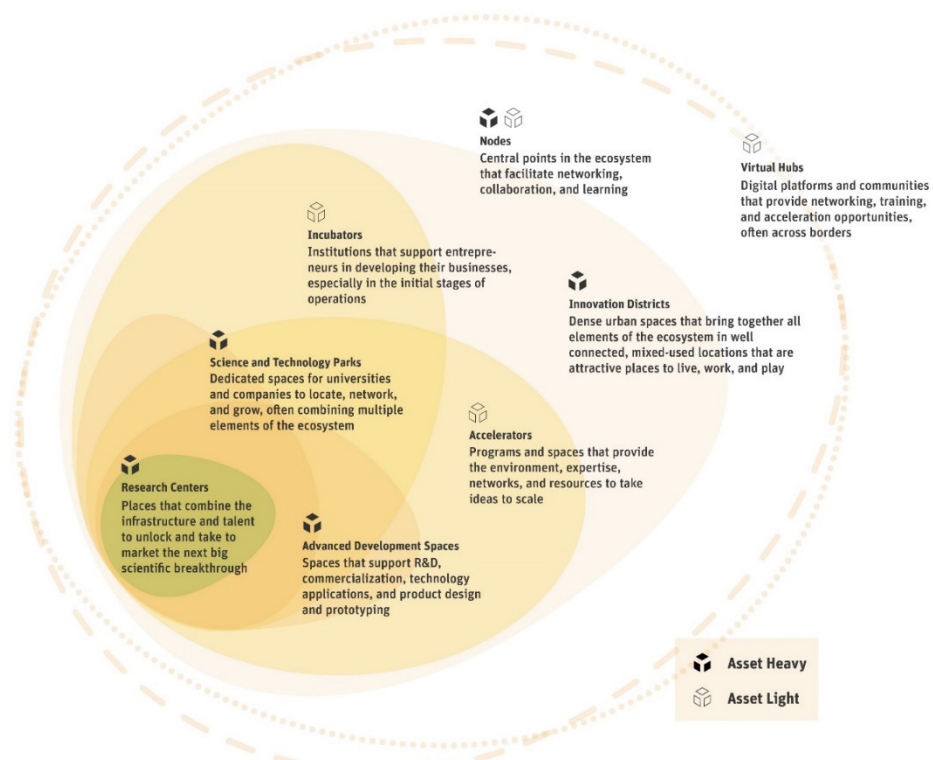 Nodes
Central points in the ecosystem
that facilitate networking,
collaboration, and learning
Virtual Hubs
Digital platforms and communities
that provide networking, training,
and acceleration opportunities,
often across borders
Incubators
Institutions that support entrepre-
neurs in developing their businesses,
especially in the initial stages of
operations
Innovation Districts
Dense urban spaces that bring together all
elements of the ecosystem in well
connected, mixed-used locations that are
attractive places to live, work, and play
Science and Technology Parks
Dedicated spaces for universities
and companies to locate, network,
and grow, often combining multiple
elements of the ecosystem
Accelerators
Programs and spaces that provide
the environment, expertise,
networks, and resources to take
ideas to scale
Research Centers
Places that combine the
infrastructure and talent
to unlock and take to
market the next big
scientific breakthrough
Advanced Development Spaces
Spaces that support R&D,
commercialization, technology
applications, and product design
and prototyping
Asset Heavy
Asset Light